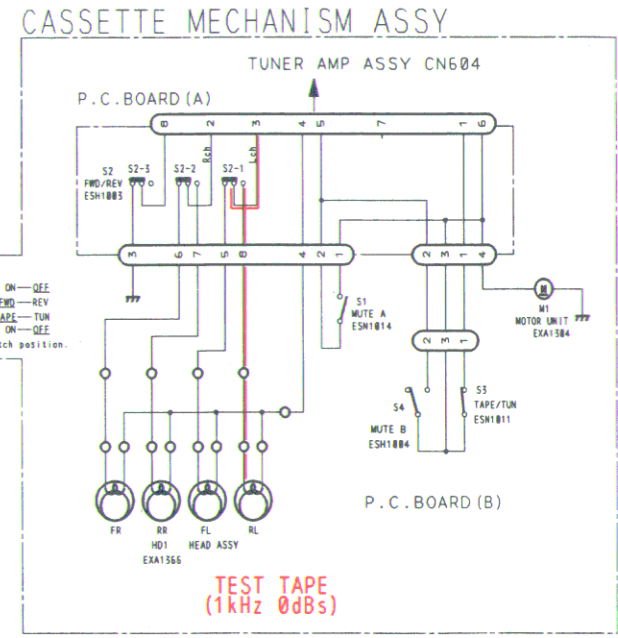 CASSETTE MECHANISM ASSY
TUNER AMP ASSY CN604
P.C.BOARD(A)
8 2 3 4 5 7 1 6
Rch
Lch
S2
FWD/REV
ESH1003
S2-3
S2-2
S2-1
3 6 7 5 8 4 2 1
2 3 1 4
ON—OFF
FWD—REV
APE—TUN
ON—OFF
tch position.
S1
MUTE A
ESN1014
M
M1
MOTOR UNIT
EXA1304
2 3 1
S4
MUTE B
ESH1004
S3
TAPE/TUN
ESN1011
P.C.BOARD(B)
FR
RR
FL
RL
HD1
HEAD ASSY
EXA1366
TEST TAPE
(1kHz 0dBs)